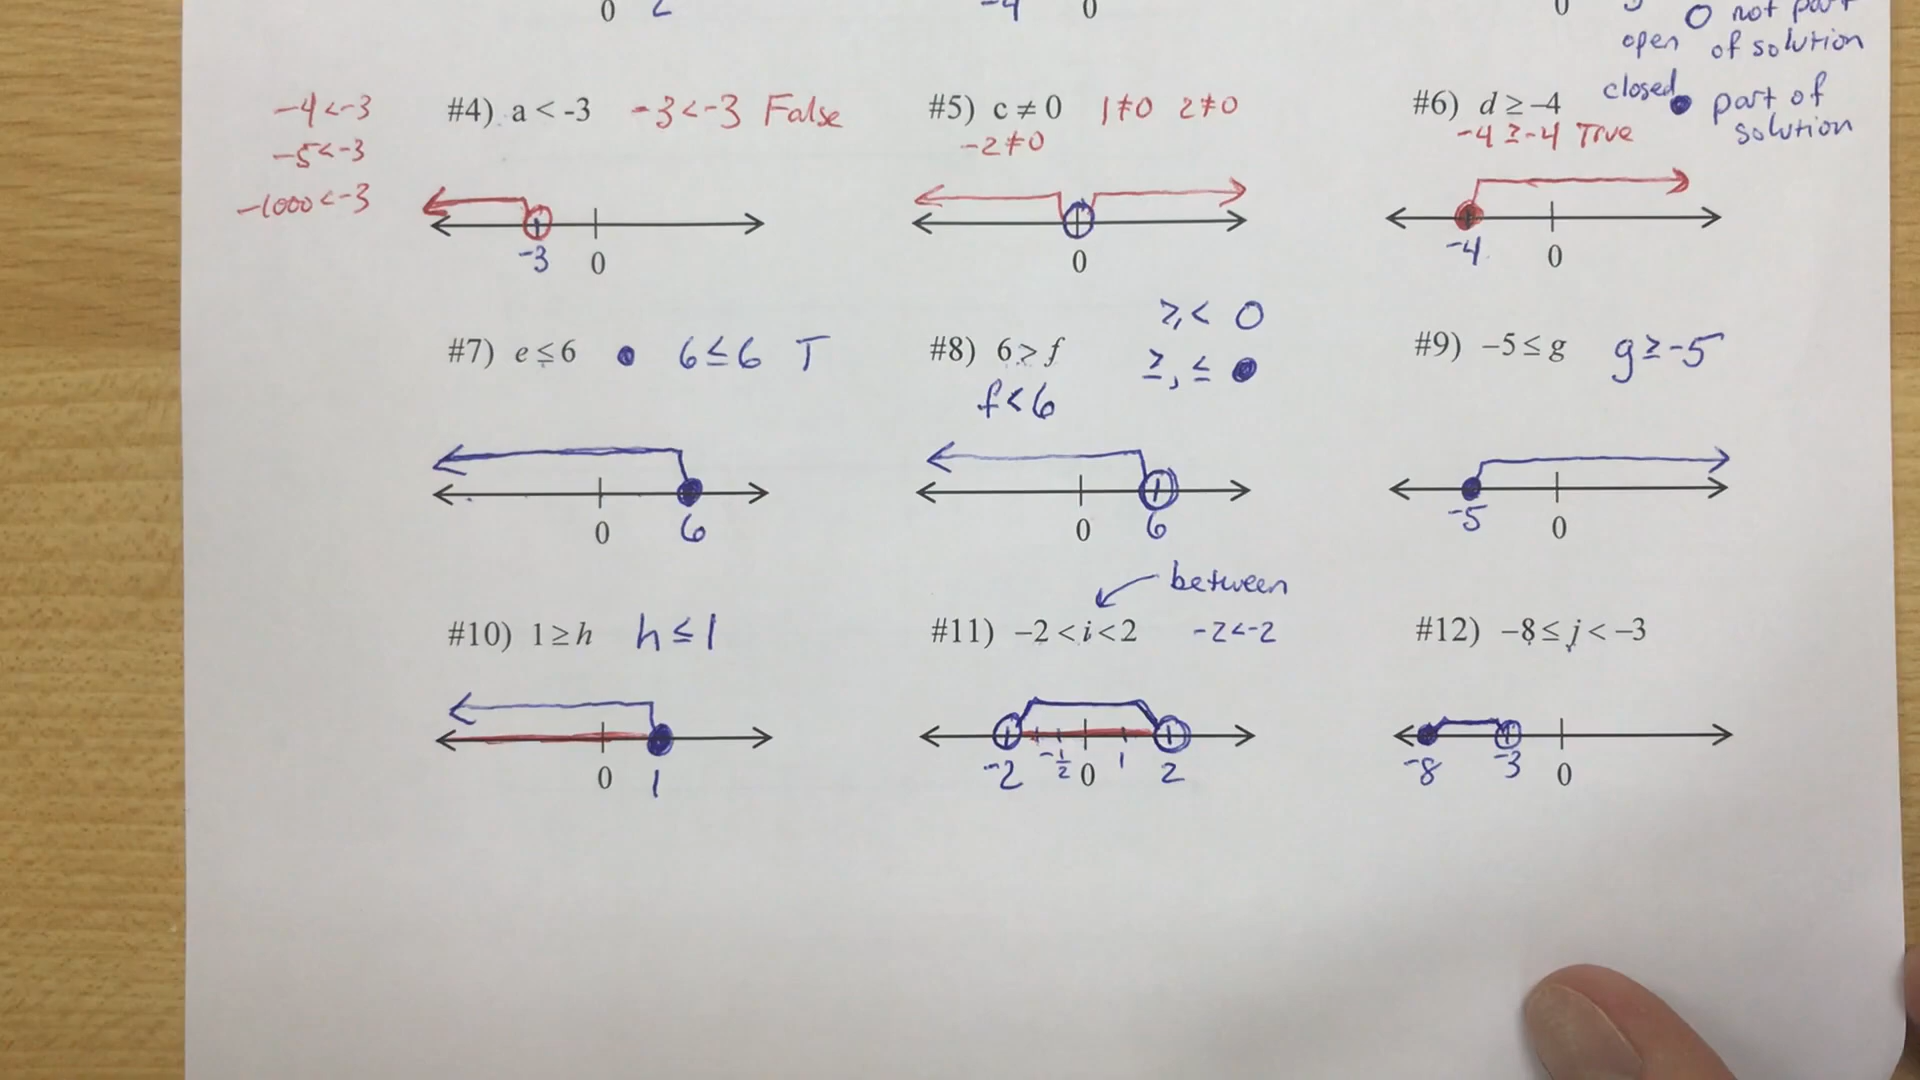 0 2 -4 0 0 not part
open of solution
closed part of
solution
-4 < -3 #4) a < -3 -3 < -3 False #5) c ≠ 0 1 ≠ 0 2 ≠ 0 #6) d ≥ -4
-5 < -3 -2 ≠ 0 -4 ≥ -4 True
-1000 < -3
-3 0 0 -4 0
#7) e ≤ 6 6 ≤ 6 T #8) 6 > f >, < #9) -5 ≤ g g ≥ -5
f < 6 ≥, ≤
0 6 0 6 -5 0
between
#10) 1 ≥ h h ≤ 1 #11) -2 < i < 2 -2 < -2 #12) -8 ≤ j < -3
0 1 -2 -1/2 0 1 2 -8 -3 0